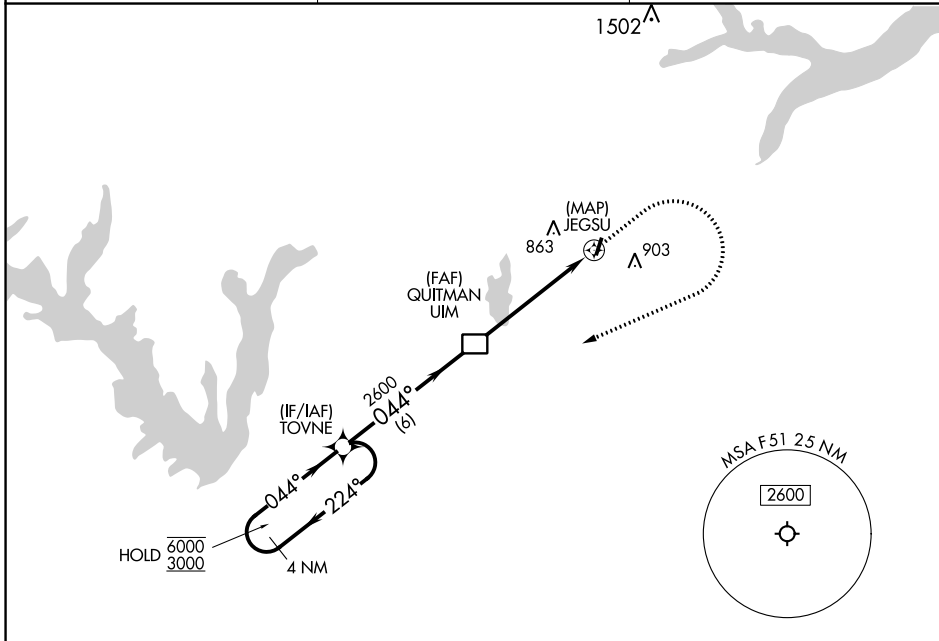 1502
(MAP)
JEGSU
863
903
(FAF)
QUITMAN
UIM
2600
044°
(6)
(IF/IAF)
TOVNE
044°
224°
HOLD 6000
3000
4 NM
MSA F51 25 NM
2600